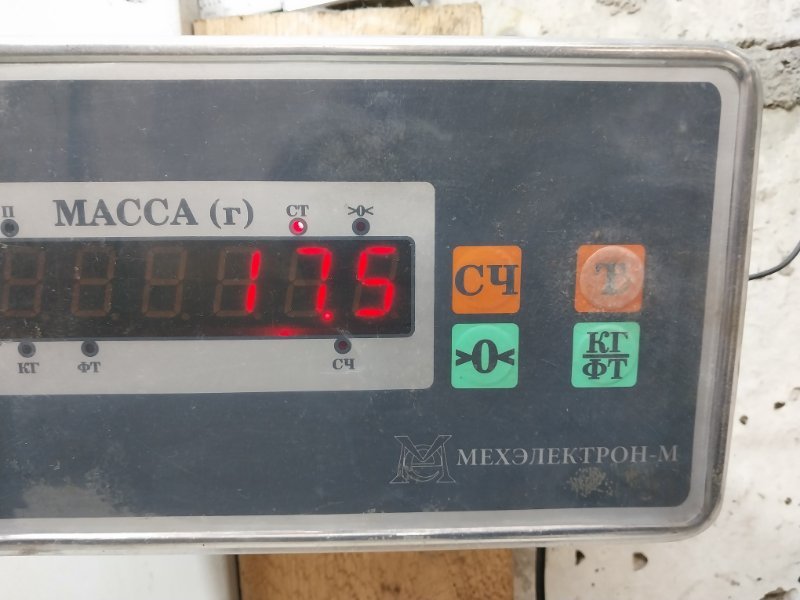 П МАССА (г) СТ >0<
17.5
КГ ФТ СЧ
СЧ Т
>0< КГ/ФТ
МЕХЭЛЕКТРОН-М